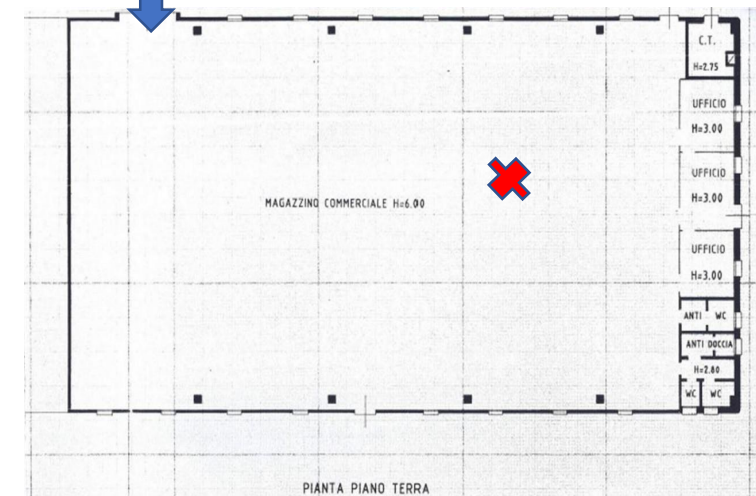 C.T.
H=2.75
UFFICIO
H=3.00
UFFICIO
H=3.00
MAGAZZINO COMMERCIALE H=6.00
UFFICIO
H=3.00
ANTI WC
ANTI DOCCIA
H=2.80
WC WC
PIANTA PIANO TERRA